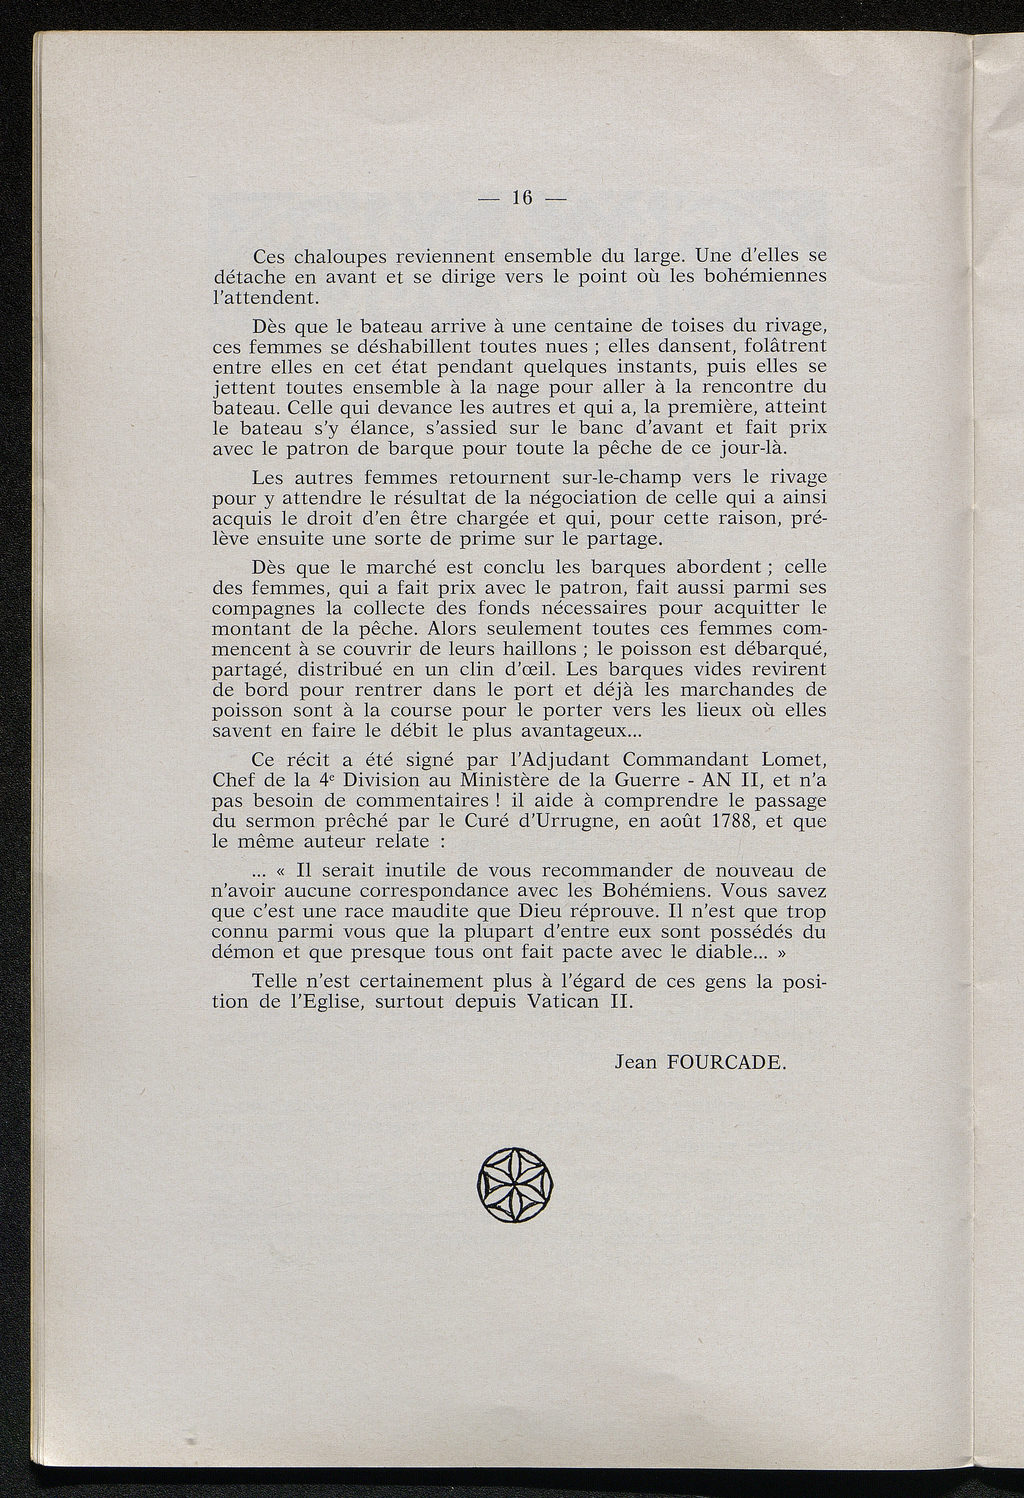 — 16 —
Ces chaloupes reviennent ensemble du large. Une d'elles se
détache en avant et se dirige vers le point où les bohémiennes
l'attendent.
Dès que le bateau arrive à une centaine de toises du rivage,
ces femmes se déshabillent toutes nues ; elles dansent, folâtrent
entre elles en cet état pendant quelques instants, puis elles se
jettent toutes ensemble à la nage pour aller à la rencontre du
bateau. Celle qui devance les autres et qui a, la première, atteint
le bateau s'y élance, s'assied sur le banc d'avant et fait prix
avec le patron de barque pour toute la pêche de ce jour-là.
Les autres femmes retournent sur-le-champ vers le rivage
pour y attendre le résultat de la négociation de celle qui a ainsi
acquis le droit d'en être chargée et qui, pour cette raison, pré-
lève ensuite une sorte de prime sur le partage.
Dès que le marché est conclu les barques abordent ; celle
des femmes, qui a fait prix avec le patron, fait aussi parmi ses
compagnes la collecte des fonds nécessaires pour acquitter le
montant de la pêche. Alors seulement toutes ces femmes com-
mencent à se couvrir de leurs haillons ; le poisson est débarqué,
partagé, distribué en un clin d'œil. Les barques vides revirent
de bord pour rentrer dans le port et déjà les marchandes de
poisson sont à la course pour le porter vers les lieux où elles
savent en faire le débit le plus avantageux...
Ce récit a été signé par l'Adjudant Commandant Lomet,
Chef de la 4e Division au Ministère de la Guerre - AN II, et n'a
pas besoin de commentaires ! il aide à comprendre le passage
du sermon prêché par le Curé d'Urrugne, en août 1788, et que
le même auteur relate :
... « Il serait inutile de vous recommander de nouveau de
n'avoir aucune correspondance avec les Bohémiens. Vous savez
que c'est une race maudite que Dieu réprouve. Il n'est que trop
connu parmi vous que la plupart d'entre eux sont possédés du
démon et que presque tous ont fait pacte avec le diable... »
Telle n'est certainement plus à l'égard de ces gens la posi-
tion de l'Eglise, surtout depuis Vatican II.
Jean FOURCADE.